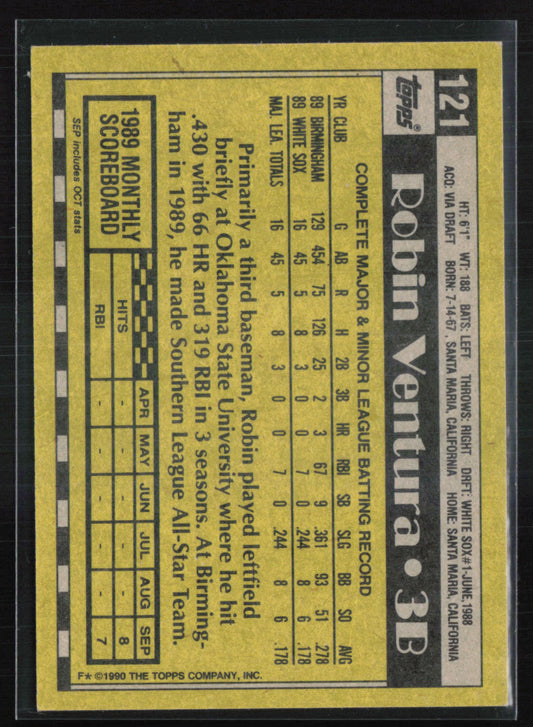 121
HT: 6'1" WT: 188 BATS: LEFT THROWS: RIGHT DRFT: WHITE SOX #1-JUNE, 1988
ACQ: VIA DRAFT BORN: 7-14-67, SANTA MARIA, CALIFORNIA HOME: SANTA MARIA, CALIFORNIA
topps®
Robin Ventura • 3B
COMPLETE MAJOR & MINOR LEAGUE BATTING RECORD
YR CLUB G AB R H 2B 3B HR RBI SB SLG BB SO AVG
89 BIRMINGHAM 129 454 75 126 25 2 3 67 9 .361 93 51 .278
89 WHITE SOX 16 45 5 8 3 0 0 7 0 .244 8 6 .178
MAJ. LEA. TOTALS 16 45 5 8 3 0 0 7 0 .244 8 6 .178
Primarily a third baseman, Robin played leftfield
briefly at Oklahoma State University where he hit
.430 with 66 HR and 319 RBI in 3 seasons. At Birming-
ham in 1989, he made Southern League All-Star Team.
1989 MONTHLY
SCOREBOARD
APR MAY JUN JUL AUG SEP
HITS - - - - - 8
RBI - - - - - 7
SEP includes OCT stats
F★ ©1990 THE TOPPS COMPANY, INC.